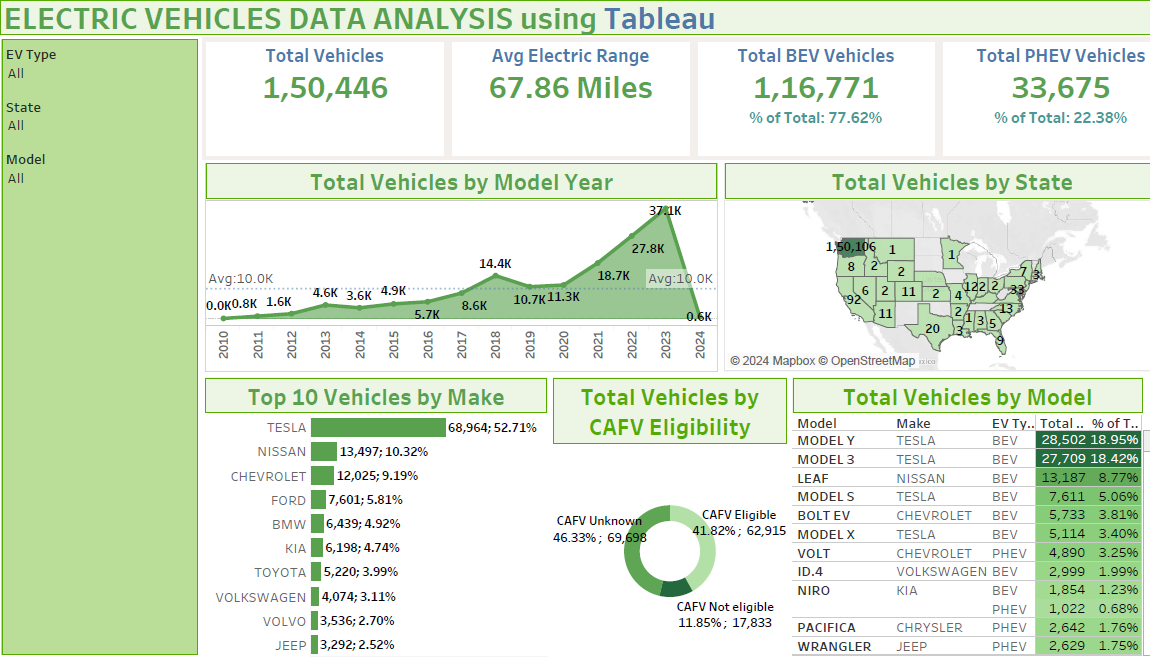 ELECTRIC VEHICLES DATA ANALYSIS using Tableau
EV Type
All
State
All
Model
All
Total Vehicles
1,50,446
Avg Electric Range
67.86 Miles
Total BEV Vehicles
1,16,771
% of Total: 77.62%
Total PHEV Vehicles
33,675
% of Total: 22.38%
Total Vehicles by Model Year
37.1K
27.8K
14.4K
18.7K
Avg:10.0K
Avg:10.0K
0.0K 0.8K 1.6K 4.6K 3.6K 4.9K 5.7K 8.6K 10.7K 11.3K 0.6K
2010 2011 2012 2013 2014 2015 2016 2017 2018 2019 2020 2021 2022 2023 2024
Total Vehicles by State
1,50,106 1 1
8 2 2 7 3
92 6 2 11 2 4 122 2 33
11 2 13
20 3 1 3 5
9
© 2024 Mapbox © OpenStreetMap
Top 10 Vehicles by Make
TESLA 68,964; 52.71%
NISSAN 13,497; 10.32%
CHEVROLET 12,025; 9.19%
FORD 7,601; 5.81%
BMW 6,439; 4.92%
KIA 6,198; 4.74%
TOYOTA 5,220; 3.99%
VOLKSWAGEN 4,074; 3.11%
VOLVO 3,536; 2.70%
JEEP 3,292; 2.52%
Total Vehicles by
CAFV Eligibility
CAFV Unknown
46.33% ; 69,698
CAFV Eligible
41.82% ; 62,915
CAFV Not eligible
11.85% ; 17,833
Total Vehicles by Model
Model Make EV Ty.. Total .. % of T..
MODEL Y TESLA BEV 28,502 18.95%
MODEL 3 TESLA BEV 27,709 18.42%
LEAF NISSAN BEV 13,187 8.77%
MODEL S TESLA BEV 7,611 5.06%
BOLT EV CHEVROLET BEV 5,733 3.81%
MODEL X TESLA BEV 5,114 3.40%
VOLT CHEVROLET PHEV 4,890 3.25%
ID.4 VOLKSWAGEN BEV 2,999 1.99%
NIRO KIA BEV 1,854 1.23%
PHEV 1,022 0.68%
PACIFICA CHRYSLER PHEV 2,642 1.76%
WRANGLER JEEP PHEV 2,629 1.75%